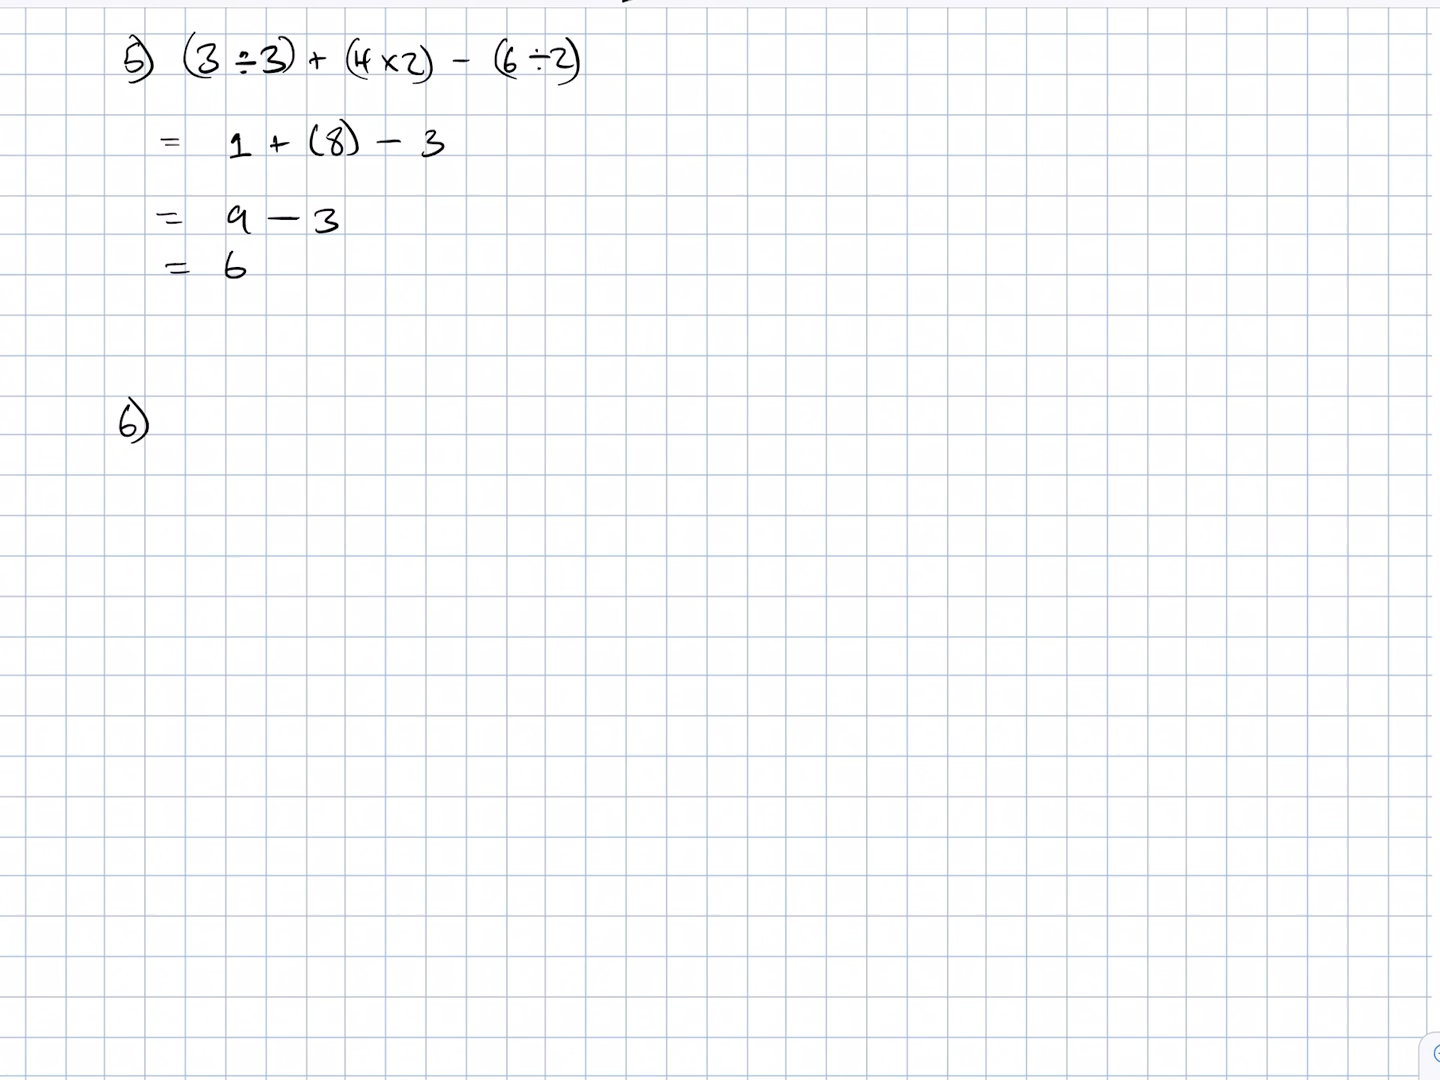 5) (3 ÷ 3) + (4 × 2) - (6 ÷ 2)
= 1 + (8) - 3
= 9 - 3
= 6
6)